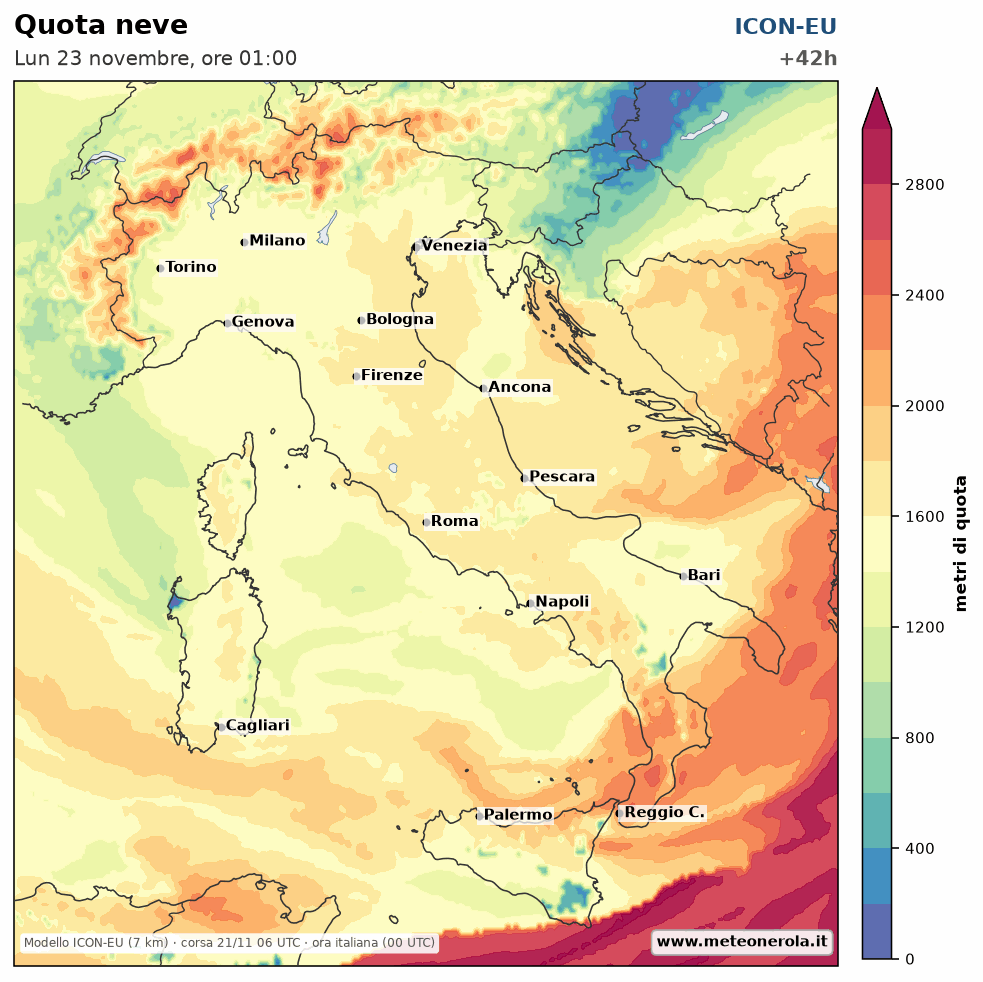 Quota neve
ICON-EU
Lun 23 novembre, ore 01:00
+42h
Milano
Venezia
Torino
Genova
Bologna
Firenze
Ancona
Pescara
Roma
Bari
Napoli
Cagliari
Palermo
Reggio C.
2800
2400
2000
1600
1200
800
400
0
metri di quota
Modello ICON-EU (7 km) · corsa 21/11 06 UTC · ora italiana (00 UTC)
www.meteonerola.it